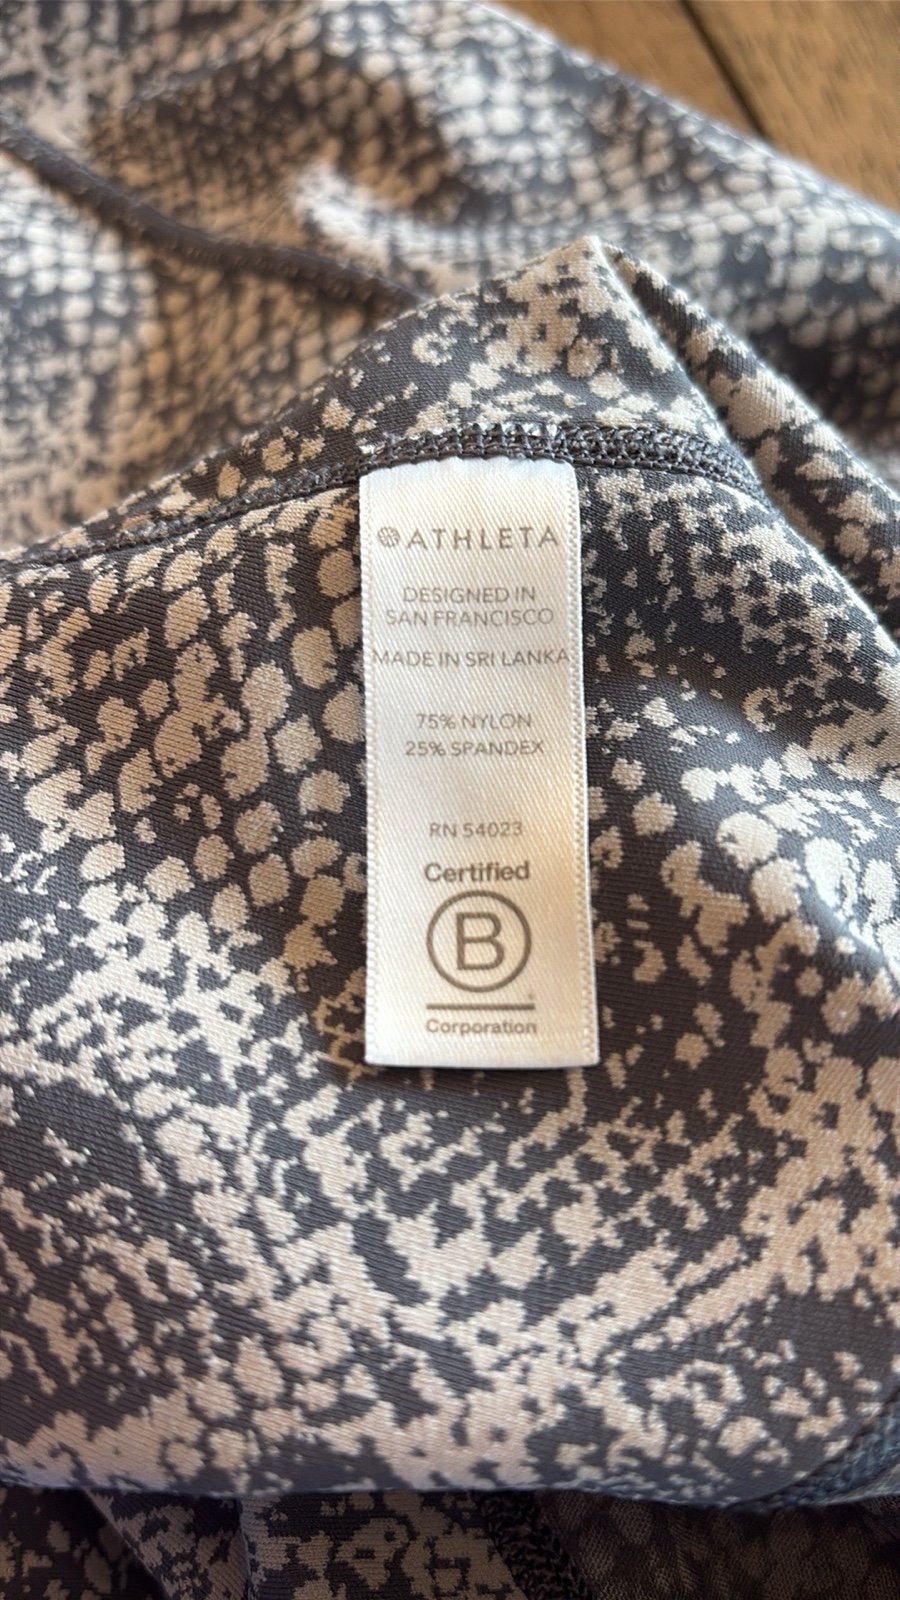 ATHLETA
DESIGNED IN
SAN FRANCISCO
MADE IN SRI LANKA
75% NYLON
25% SPANDEX
RN 54023
Certified
B
Corporation